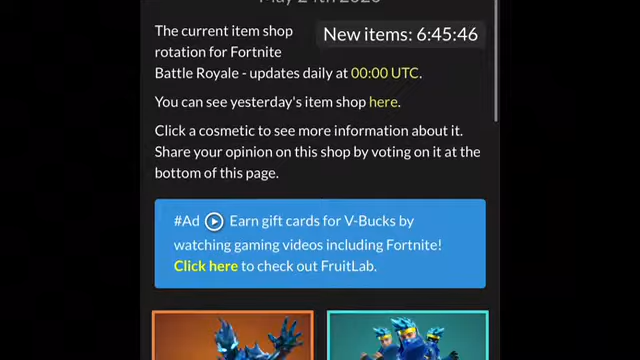 May 24th 2020
The current item shop
rotation for Fortnite
New items: 6:45:46
Battle Royale - updates daily at 00:00 UTC.
You can see yesterday's item shop here.
Click a cosmetic to see more information about it.
Share your opinion on this shop by voting on it at the
bottom of this page.
#Ad Earn gift cards for V-Bucks by
watching gaming videos including Fortnite!
Click here to check out FruitLab.